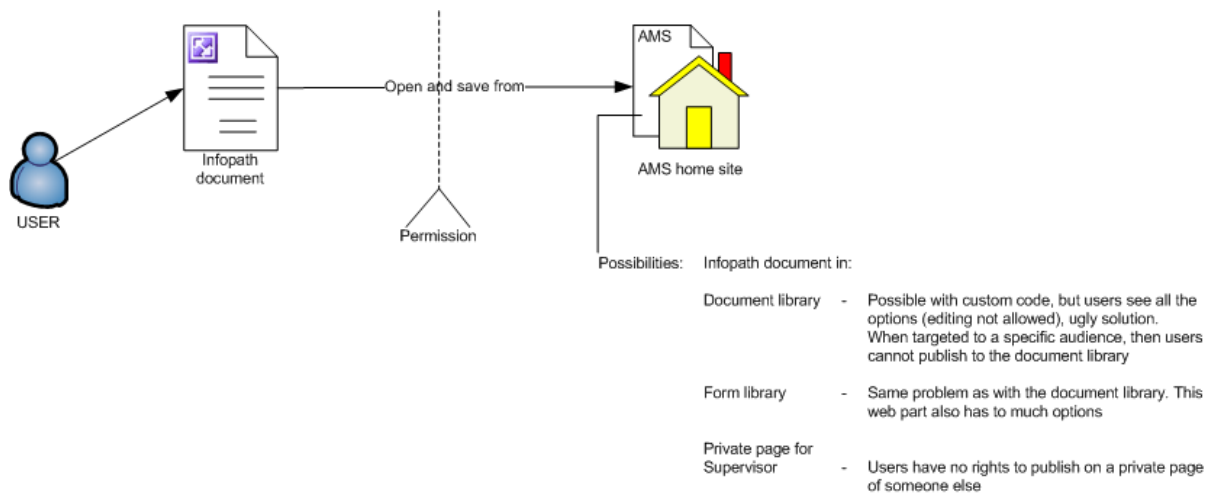 AMS
Open and save from
Infopath
document
AMS home site
USER
Permission
Possibilities: Infopath document in:
Document library - Possible with custom code, but users see all the
options (editing not allowed), ugly solution.
When targeted to a specific audience, then users
cannot publish to the document library
Form library - Same problem as with the document library. This
web part also has to much options
Private page for
Supervisor - Users have no rights to publish on a private page
of someone else